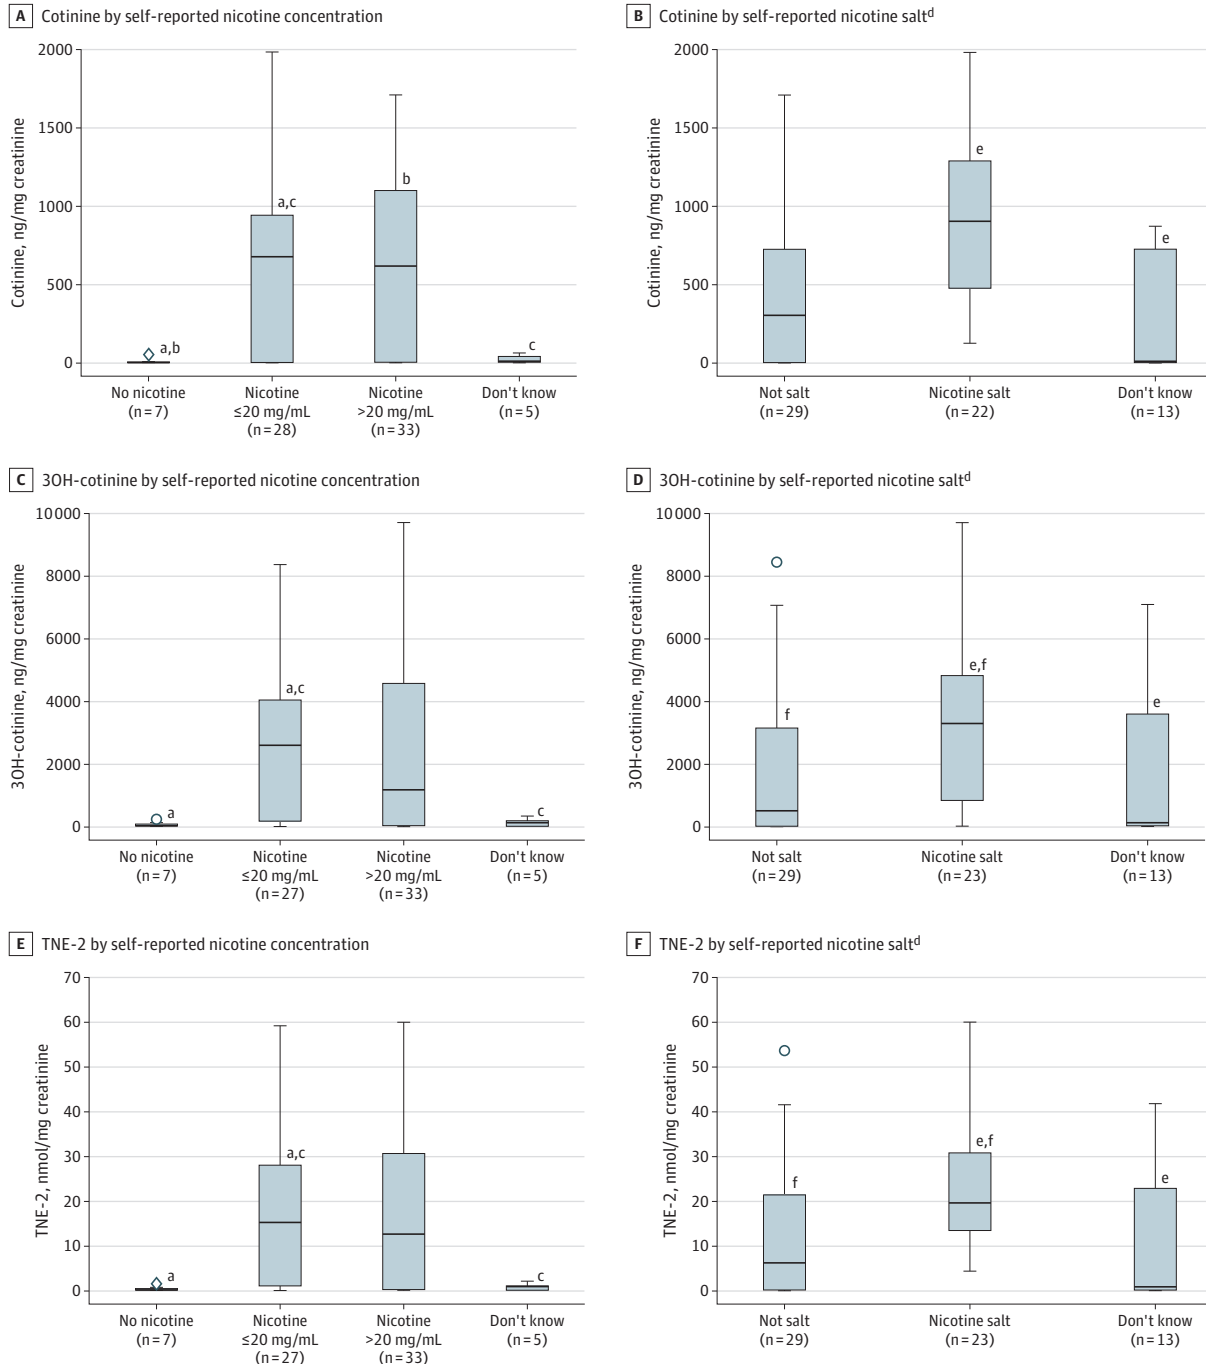 A Cotinine by self-reported nicotine concentration
Cotinine, ng/mg creatinine
2000
1500
1000
500
0
a,b
a,c
b
c
No nicotine
(n=7)
Nicotine
≤20 mg/mL
(n=28)
Nicotine
>20 mg/mL
(n=33)
Don't know
(n=5)
B Cotinine by self-reported nicotine saltᵈ
Cotinine, ng/mg creatinine
2000
1500
1000
500
0
e
e
Not salt
(n=29)
Nicotine salt
(n=22)
Don't know
(n=13)
C 3OH-cotinine by self-reported nicotine concentration
3OH-cotinine, ng/mg creatinine
10000
8000
6000
4000
2000
0
a
a,c
c
No nicotine
(n=7)
Nicotine
≤20 mg/mL
(n=27)
Nicotine
>20 mg/mL
(n=33)
Don't know
(n=5)
D 3OH-cotinine by self-reported nicotine saltᵈ
3OH-cotinine, ng/mg creatinine
10000
8000
6000
4000
2000
0
f
e,f
e
Not salt
(n=29)
Nicotine salt
(n=23)
Don't know
(n=13)
E TNE-2 by self-reported nicotine concentration
TNE-2, nmol/mg creatinine
70
60
50
40
30
20
10
0
a
a,c
c
No nicotine
(n=7)
Nicotine
≤20 mg/mL
(n=27)
Nicotine
>20 mg/mL
(n=33)
Don't know
(n=5)
F TNE-2 by self-reported nicotine saltᵈ
TNE-2, nmol/mg creatinine
70
60
50
40
30
20
10
0
f
e,f
e
Not salt
(n=29)
Nicotine salt
(n=23)
Don't know
(n=13)